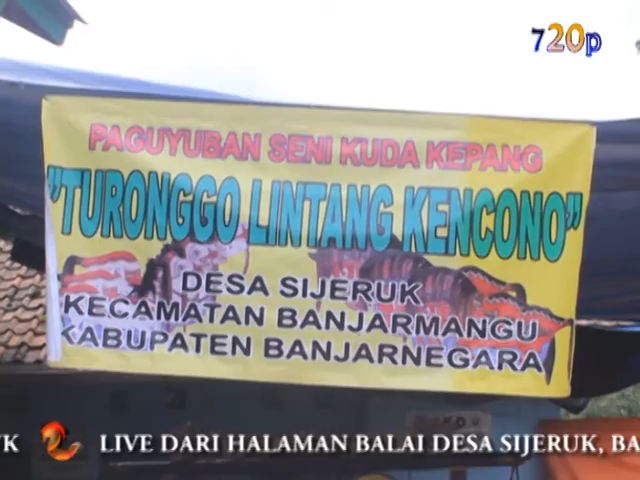 720p
PAGUYUBAN SENI KUDA KEPANG
"TURONGGO LINTANG KENCONO"
DESA SIJERUK
KECAMATAN BANJARMANGU
KABUPATEN BANJARNEGARA
LIVE DARI HALAMAN BALAI DESA SIJERUK, BA